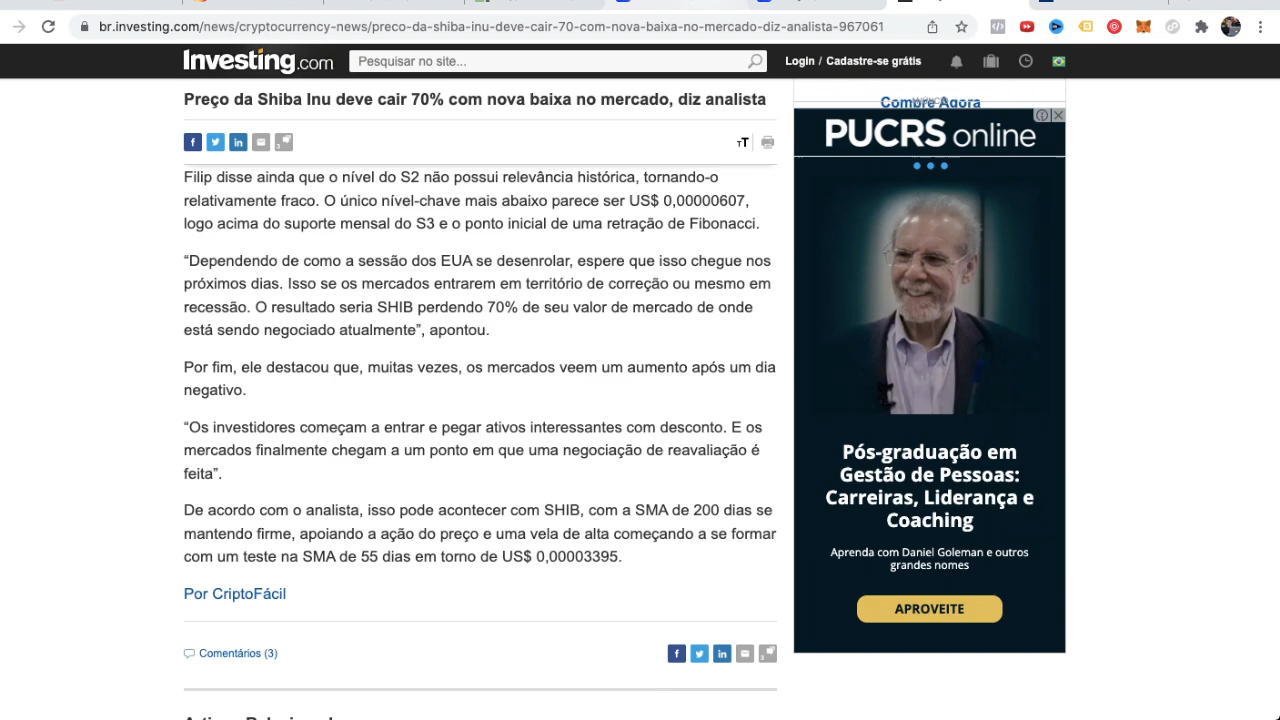 br.investing.com/news/cryptocurrency-news/preco-da-shiba-inu-deve-cair-70-com-nova-baixa-no-mercado-diz-analista-967061
Investing.com
Pesquisar no site...
Login / Cadastre-se grátis
Preço da Shiba Inu deve cair 70% com nova baixa no mercado, diz analista
3
TT
Filip disse ainda que o nível do S2 não possui relevância histórica, tornando-o
relativamente fraco. O único nível-chave mais abaixo parece ser US$ 0,00000607,
logo acima do suporte mensal do S3 e o ponto inicial de uma retração de Fibonacci.
“Dependendo de como a sessão dos EUA se desenrolar, espere que isso chegue nos
próximos dias. Isso se os mercados entrarem em território de correção ou mesmo em
recessão. O resultado seria SHIB perdendo 70% de seu valor de mercado de onde
está sendo negociado atualmente”, apontou.
Por fim, ele destacou que, muitas vezes, os mercados veem um aumento após um dia
negativo.
“Os investidores começam a entrar e pegar ativos interessantes com desconto. E os
mercados finalmente chegam a um ponto em que uma negociação de reavaliação é
feita”.
De acordo com o analista, isso pode acontecer com SHIB, com a SMA de 200 dias se
mantendo firme, apoiando a ação do preço e uma vela de alta começando a se formar
com um teste na SMA de 55 dias em torno de US$ 0,00003395.
Por CriptoFácil
Comentários (3)
3
Compre Agora
PUCRS online
Pós-graduação em
Gestão de Pessoas:
Carreiras, Liderança e
Coaching
Aprenda com Daniel Goleman e outros
grandes nomes
APROVEITE